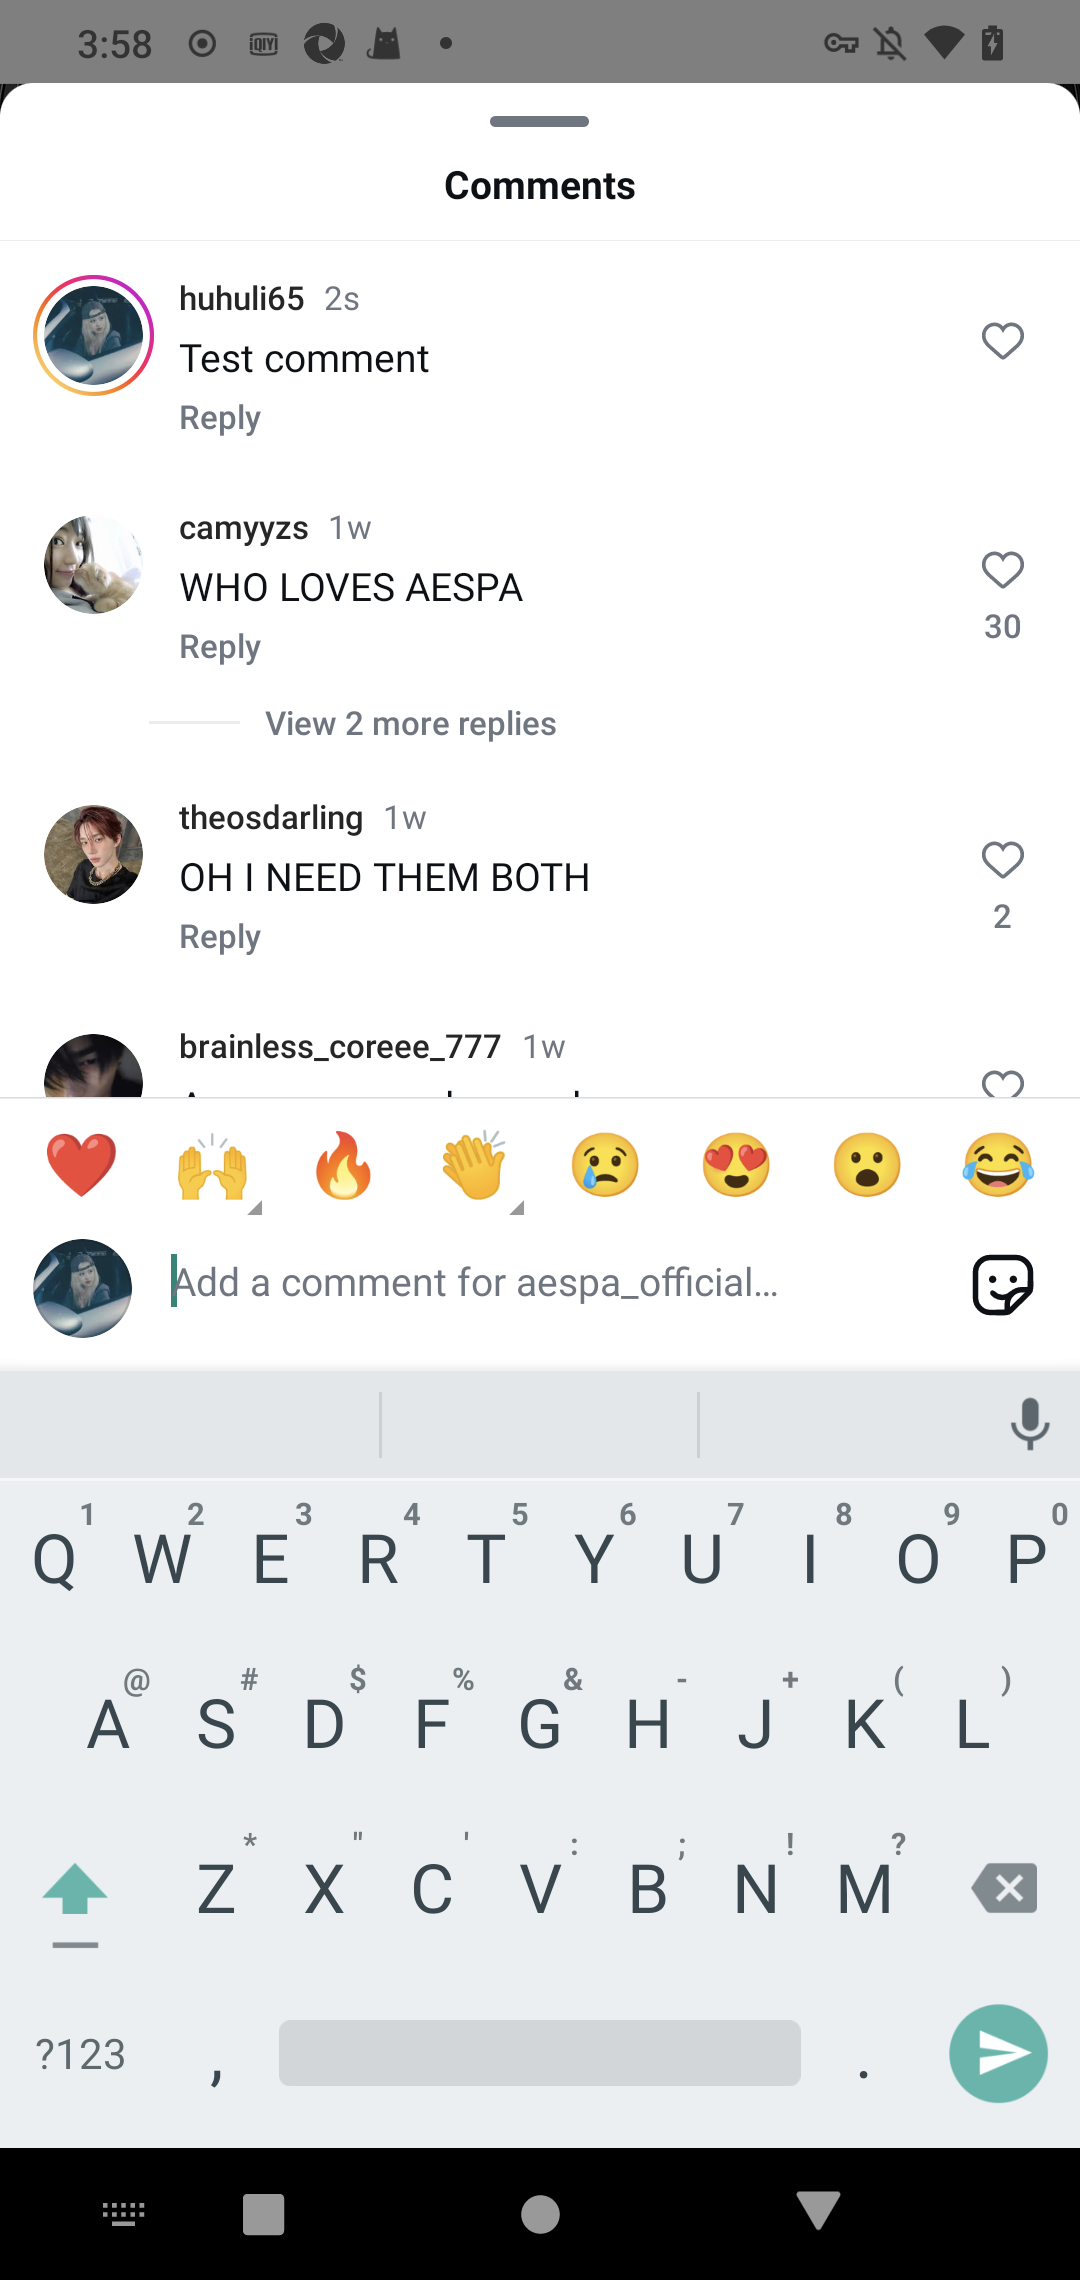 3:58
iQIYI
Comments
huhuli65 2s
Test comment
Reply
camyyzs 1w
WHO LOVES AESPA
30
Reply
View 2 more replies
theosdarling 1w
OH I NEED THEM BOTH
2
Reply
brainless_coreee_777 1w
Add a comment for aespa_official…
1 2 3 4 5 6 7 8 9 0
Q W E R T Y U I O P
@ # $ % & - + ( )
A S D F G H J K L
* " ' : ; ! ?
Z X C V B N M
?123 , .